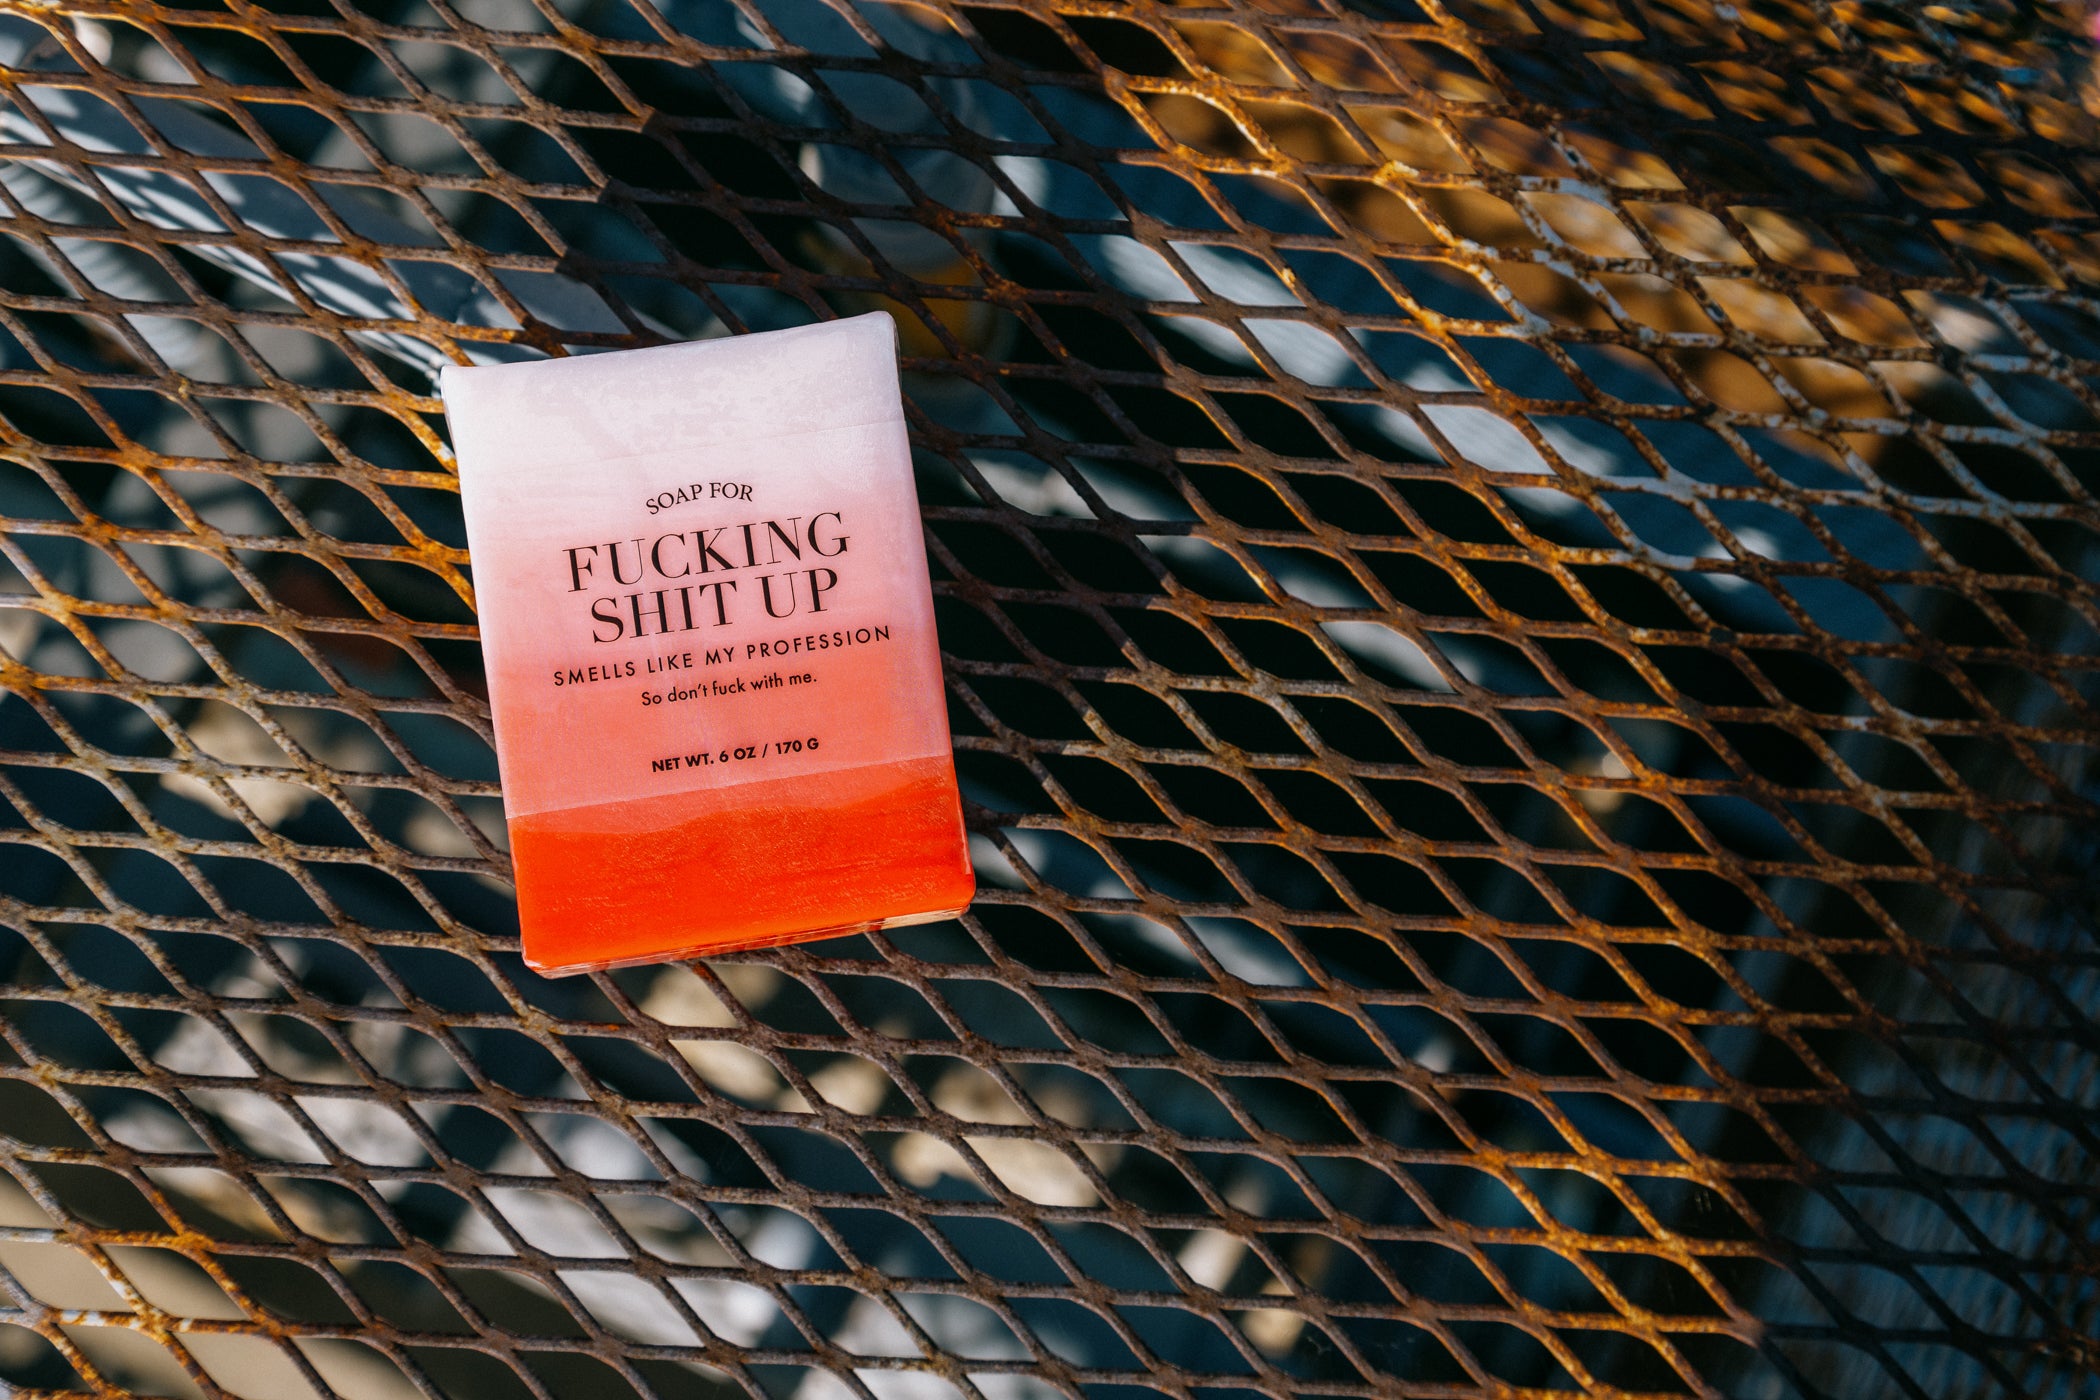 SOAP FOR
FUCKING
SHIT UP
SMELLS LIKE MY PROFESSION
So don't fuck with me.
NET WT. 6 OZ / 170 G